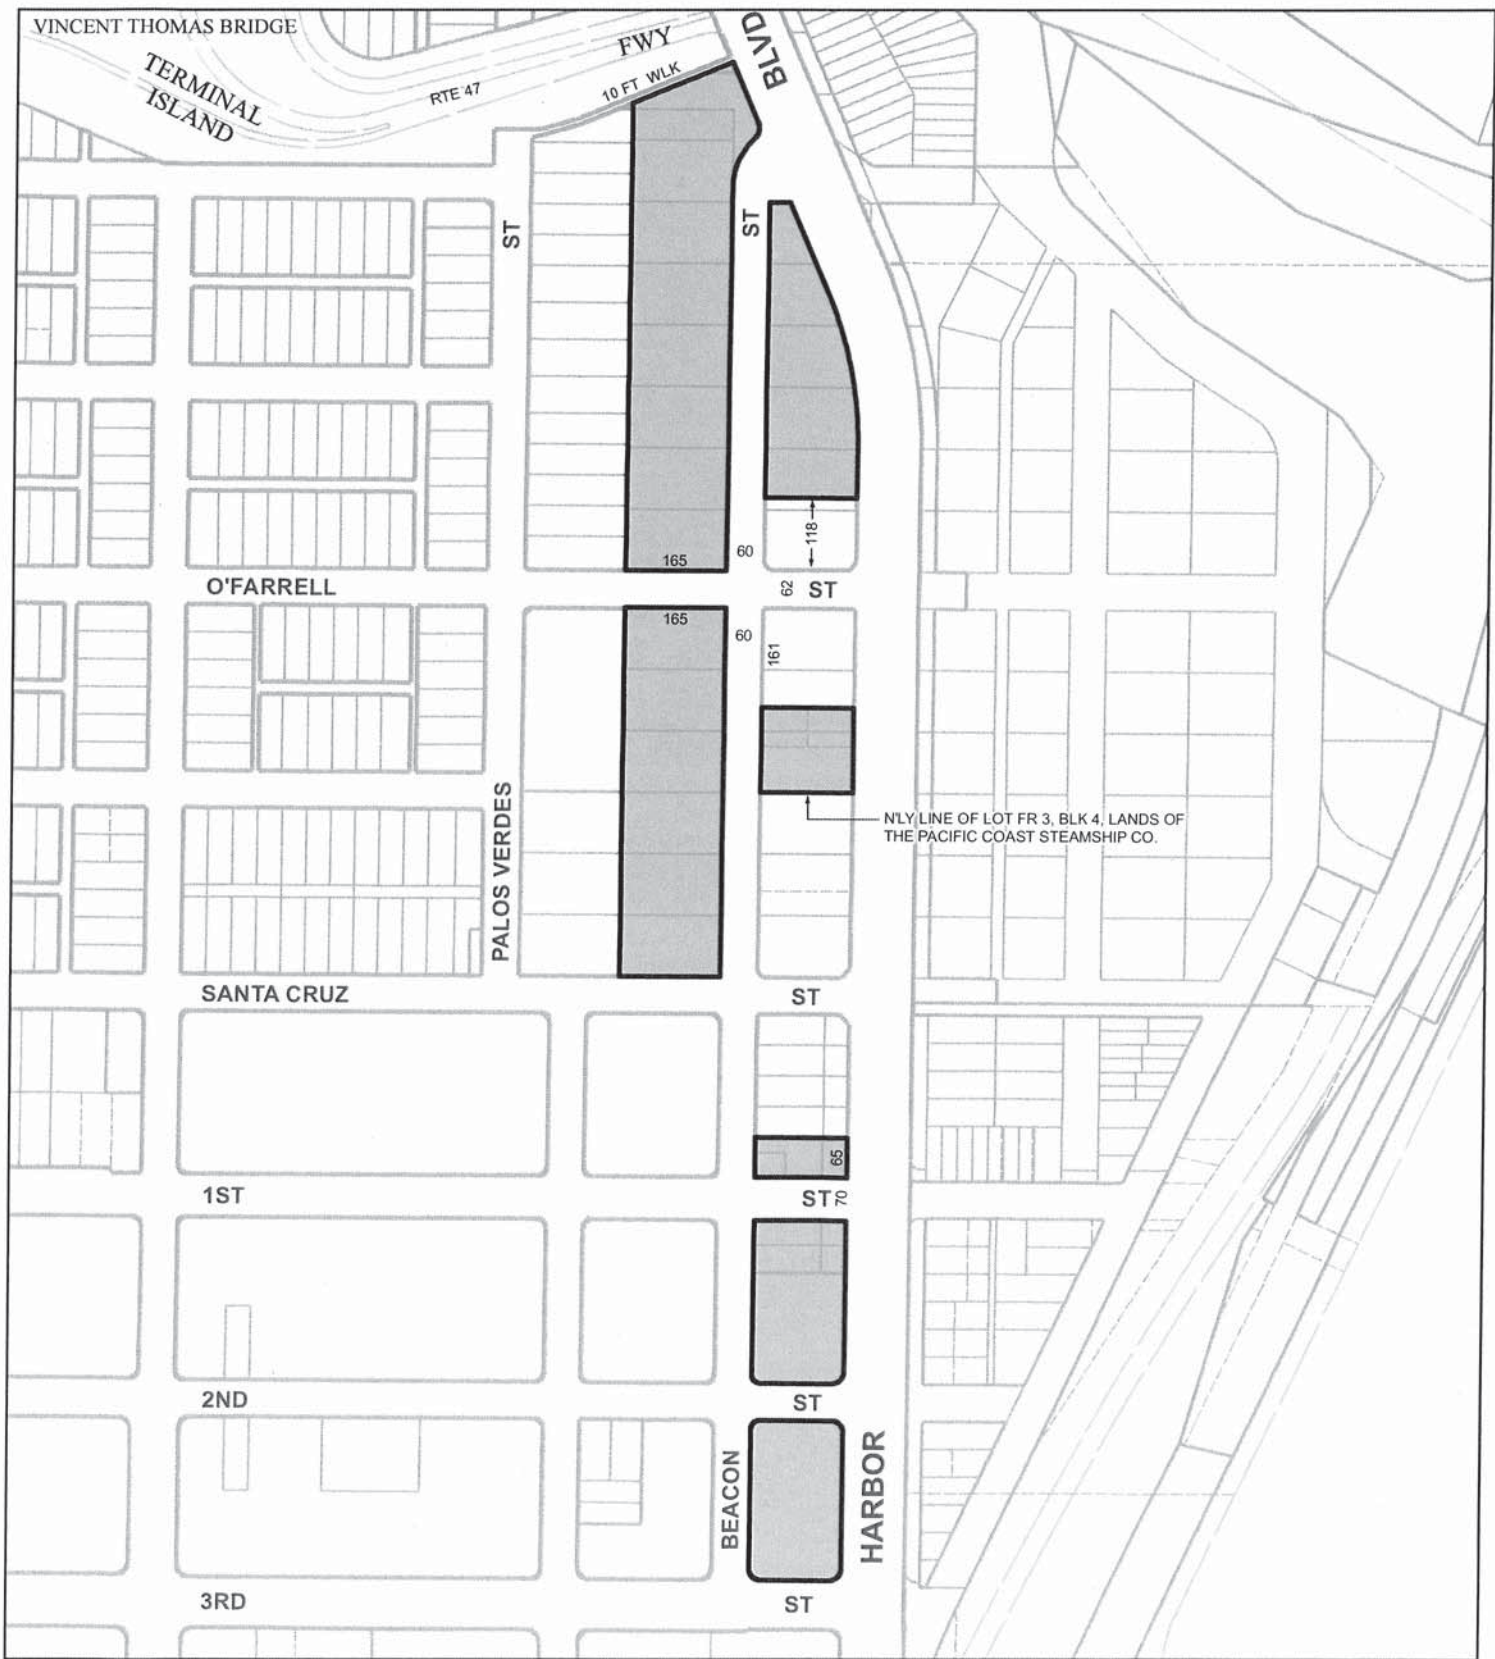 VINCENT THOMAS BRIDGE
TERMINAL
ISLAND
FWY
RTE 47
10 FT WLK
BLVD
ST
ST
118
165
60
O'FARRELL
62
ST
165
60
161
PALOS VERDES
N'LY LINE OF LOT FR 3, BLK 4, LANDS OF
THE PACIFIC COAST STEAMSHIP CO.
SANTA CRUZ
ST
65
1ST
ST
70
2ND
ST
BEACON
HARBOR
3RD
ST